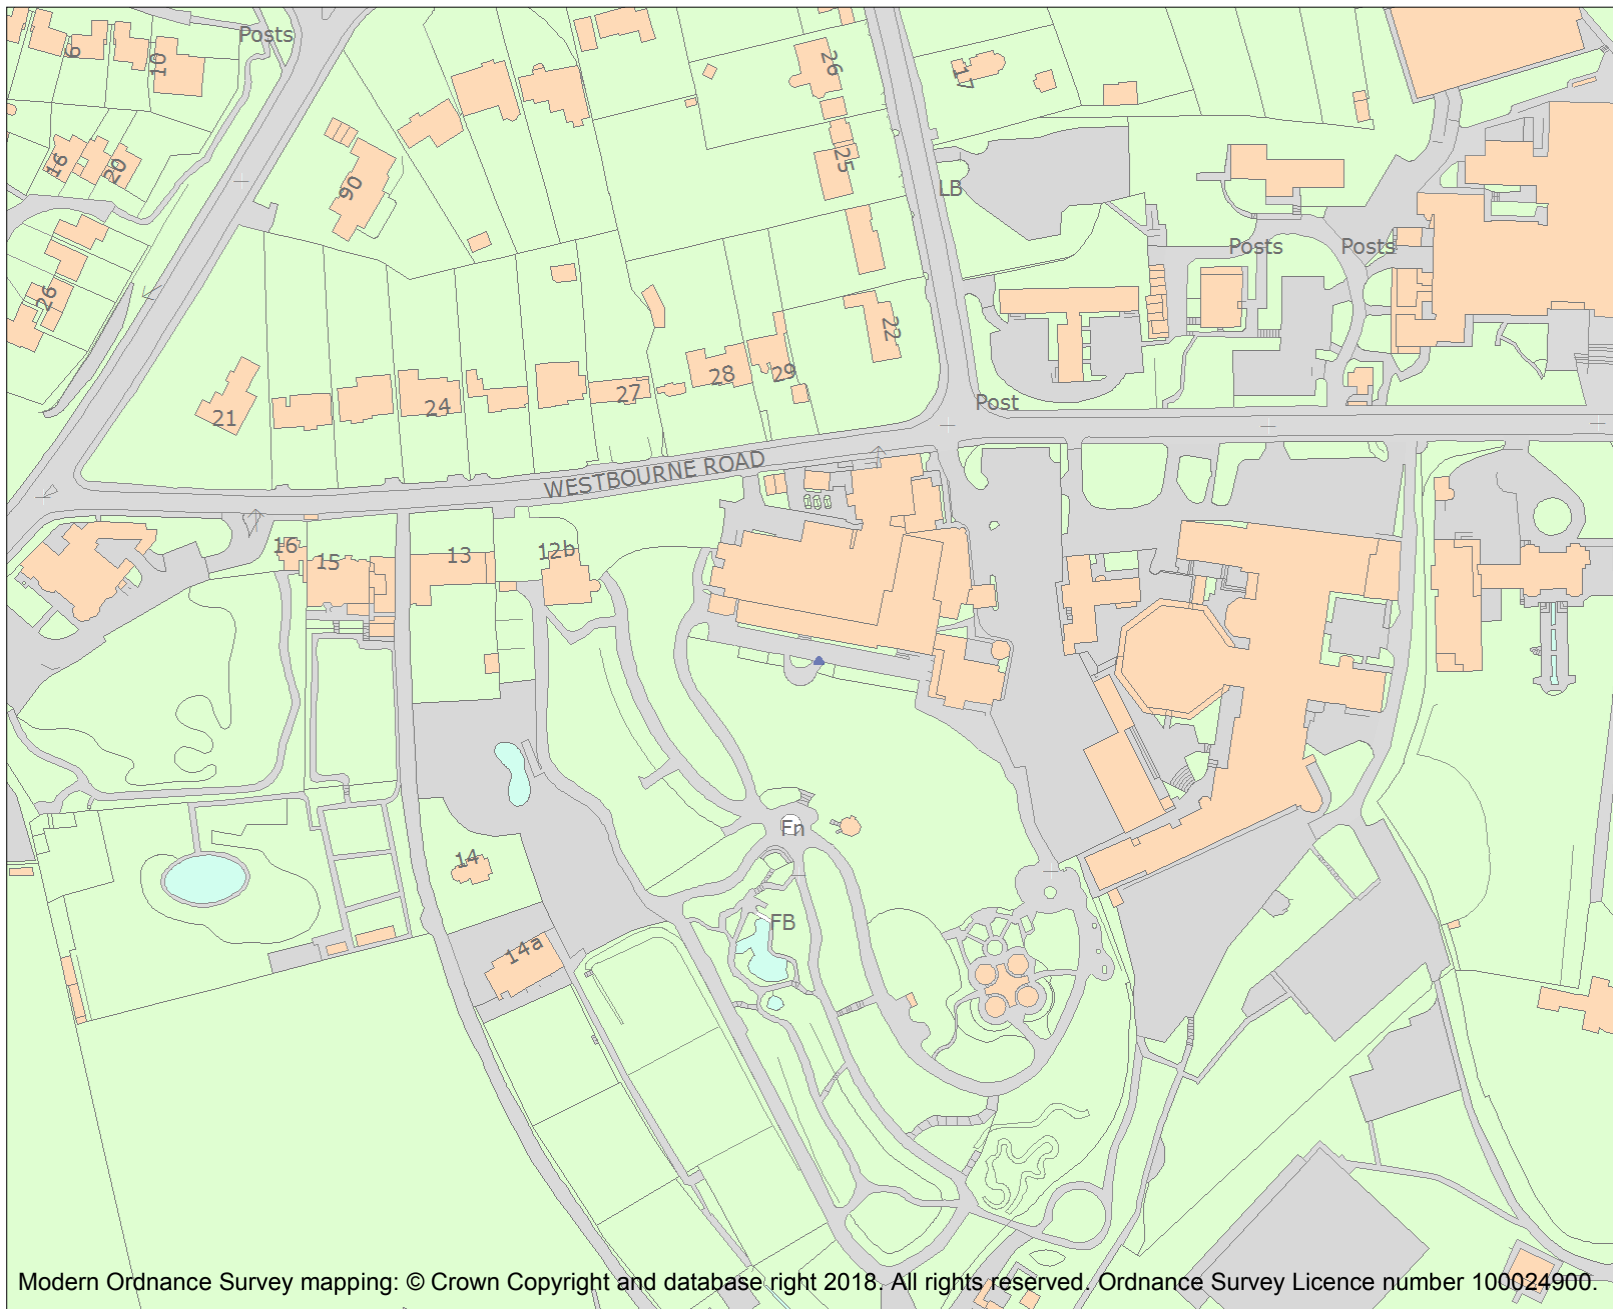 Posts
6
10
26
17
16
20
90
25
LB
Posts
Posts
26
22
28
29
27
Post
24
21
WESTBOURNE ROAD
16
15
13
12b
Fn
14
FB
14a
Modern Ordnance Survey mapping: © Crown Copyright and database right 2018. All rights reserved. Ordnance Survey Licence number 100024900.